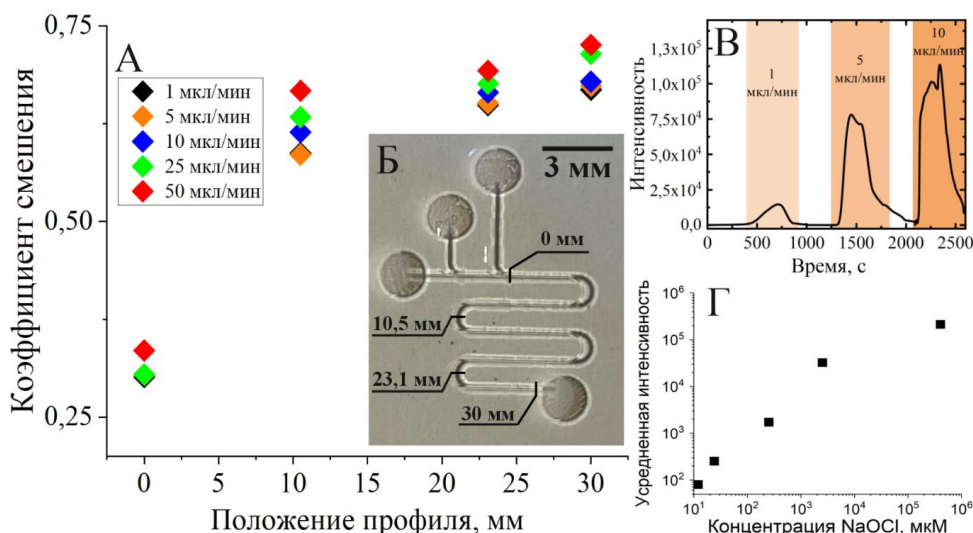 А
0,75
0,50
0,25
Коэффициент смешения
0 5 10 15 20 25 30
Положение профиля, мм
1 мкл/мин
5 мкл/мин
10 мкл/мин
25 мкл/мин
50 мкл/мин
Б
3 мм
0 мм
10,5 мм
23,1 мм
30 мм
В
Интенсивность
1,3x10⁵
1,0x10⁵
7,5x10⁴
5,0x10⁴
2,5x10⁴
0,0
1
мкл/мин
5
мкл/мин
10
мкл/мин
0 500 1000 1500 2000 2500
Время, с
Г
Усредненная интенсивность
10⁶
10⁵
10⁴
10³
10²
10¹ 10² 10³ 10⁴ 10⁵ 10⁶
Концентрация NaOCl, мкМ